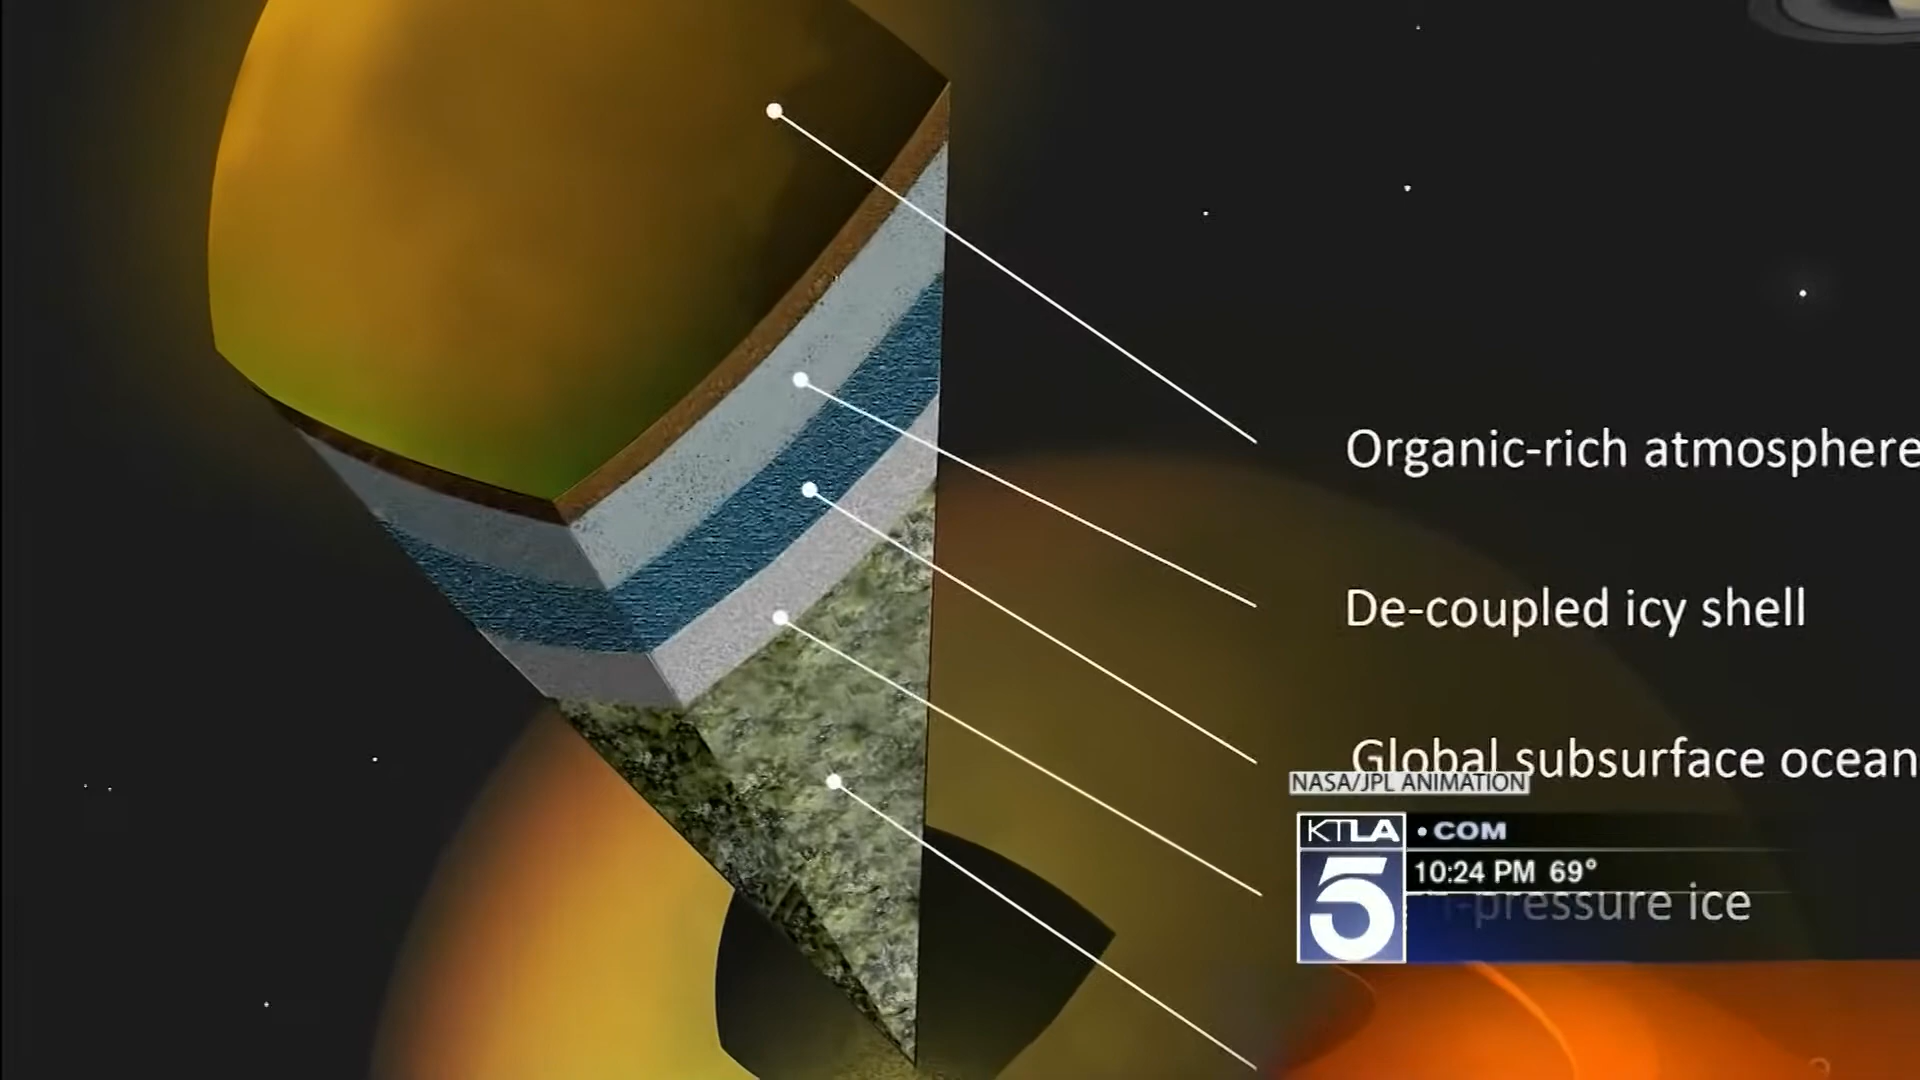 Organic-rich atmosphere
De-coupled icy shell
Global subsurface ocean
NASA/JPL ANIMATION
KTLA.COM
5
10:24 PM 69°
-pressure ice